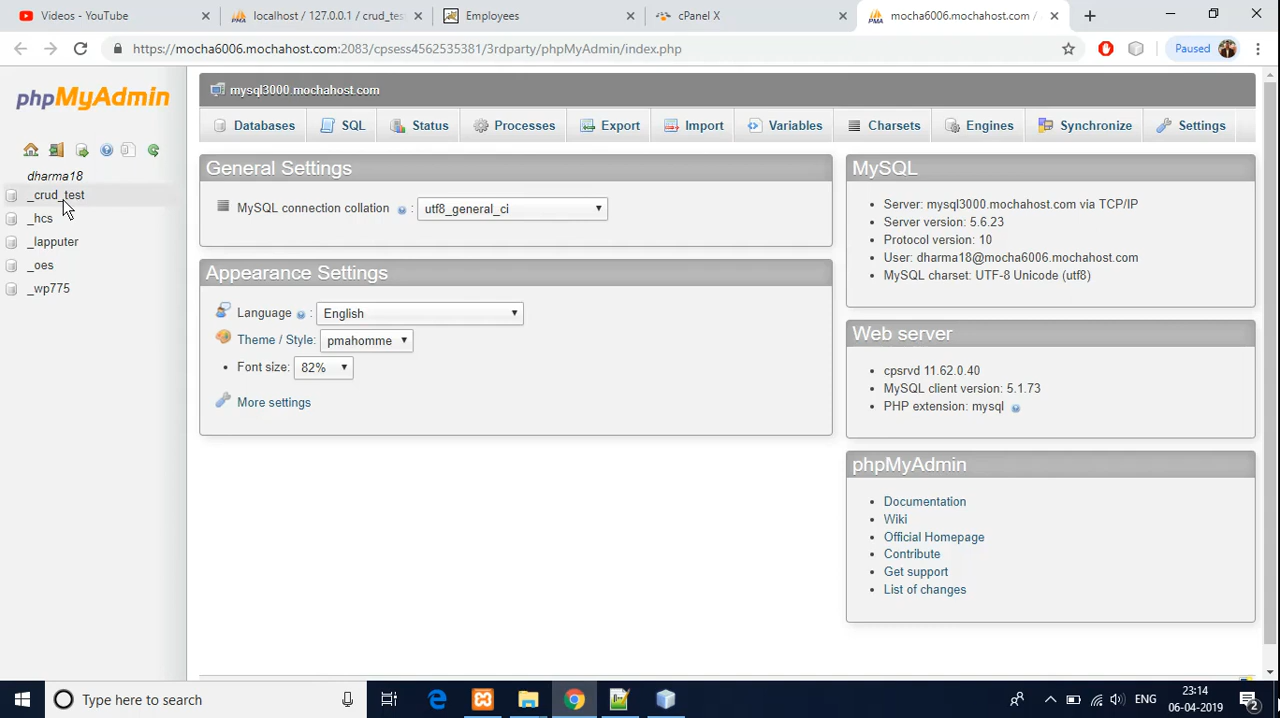 Videos - YouTube
localhost / 127.0.0.1 / crud_tes
Employees
cPanel X
mocha6006.mochahost.com /
https://mocha6006.mochahost.com:2083/cpsess4562535381/3rdparty/phpMyAdmin/index.php
Paused
phpMyAdmin
mysql3000.mochahost.com
Databases
SQL
Status
Processes
Export
Import
Variables
Charsets
Engines
Synchronize
Settings
dharma18
_crud_test
_hcs
_lapputer
_oes
_wp775
General Settings
MySQL connection collation :
utf8_general_ci
Appearance Settings
Language :
English
Theme / Style:
pmahomme
• Font size:
82%
More settings
MySQL
• Server: mysql3000.mochahost.com via TCP/IP
• Server version: 5.6.23
• Protocol version: 10
• User: dharma18@mocha6006.mochahost.com
• MySQL charset: UTF-8 Unicode (utf8)
Web server
• cpsrvd 11.62.0.40
• MySQL client version: 5.1.73
• PHP extension: mysql
phpMyAdmin
• Documentation
• Wiki
• Official Homepage
• Contribute
• Get support
• List of changes
Type here to search
ENG
23:14
06-04-2019
2